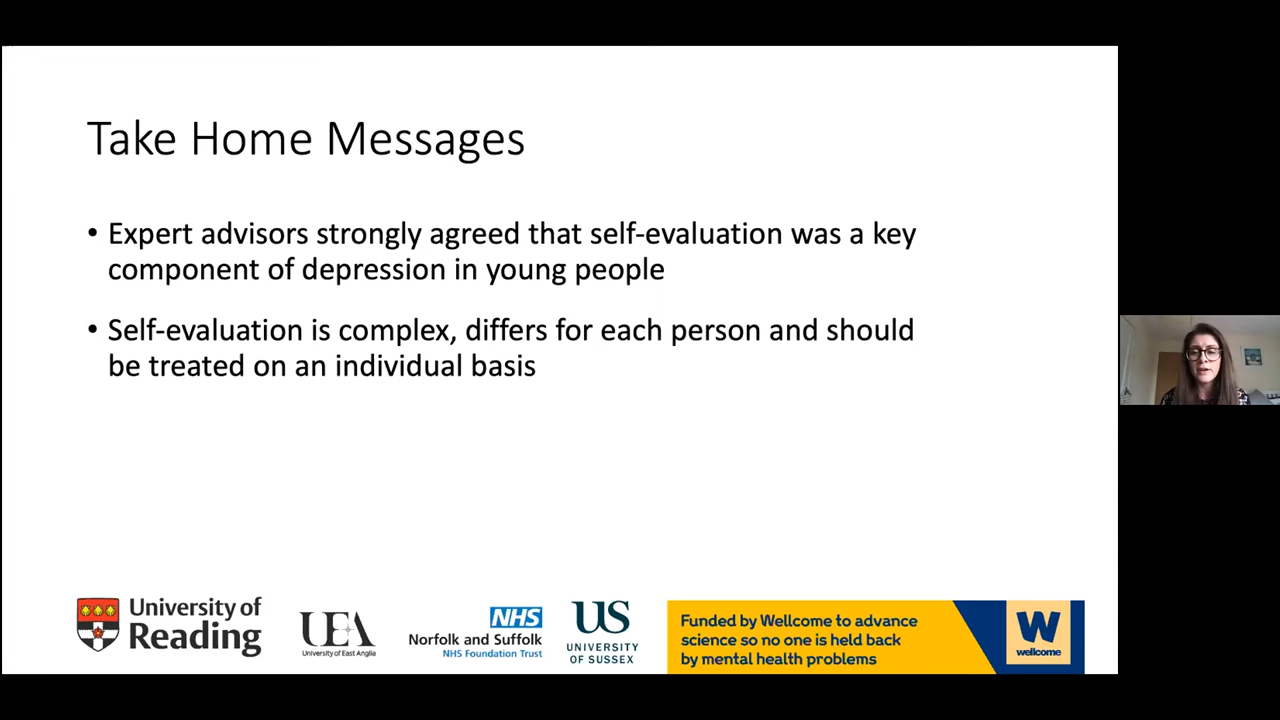 Take Home Messages
• Expert advisors strongly agreed that self-evaluation was a key
component of depression in young people
• Self-evaluation is complex, differs for each person and should
be treated on an individual basis
University of
Reading
UEA
University of East Anglia
NHS
Norfolk and Suffolk
NHS Foundation Trust
US
UNIVERSITY
OF SUSSEX
Funded by Wellcome to advance
science so no one is held back
by mental health problems
W
wellcome